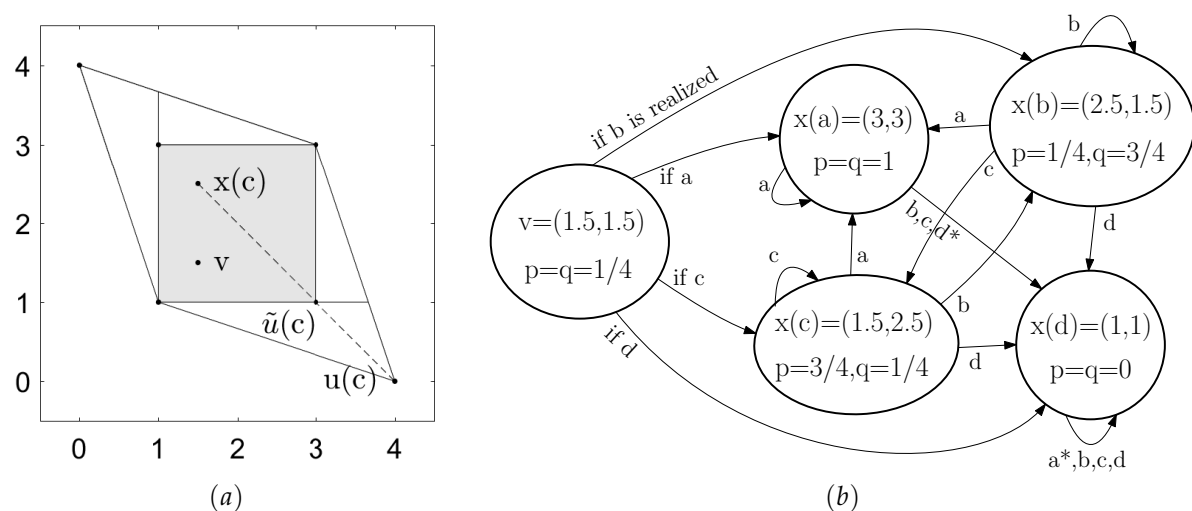 4
3
2
1
0
0
1
2
3
4
x(c)
v
ũ(c)
u(c)
(a)
if b is realized
if a
if c
if d
v=(1.5,1.5)
p=q=1/4
x(a)=(3,3)
p=q=1
a
b,c,d*
x(b)=(2.5,1.5)
p=1/4,q=3/4
b
a
c
d
x(c)=(1.5,2.5)
p=3/4,q=1/4
c
a
b
d
x(d)=(1,1)
p=q=0
a*,b,c,d
(b)